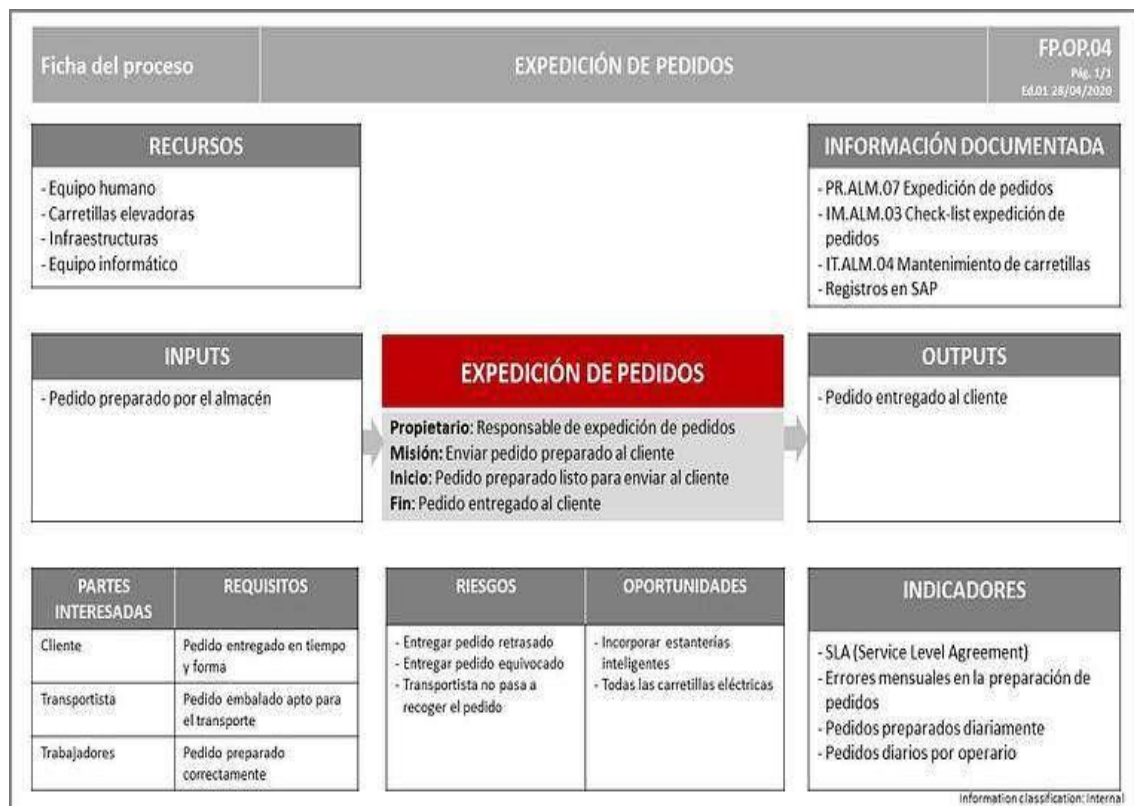 Ficha del proceso
EXPEDICIÓN DE PEDIDOS
FP.OP.04
Pág. 1/1
Ed.01 28/04/2020
RECURSOS
- Equipo humano
- Carretillas elevadoras
- Infraestructuras
- Equipo informático
INFORMACIÓN DOCUMENTADA
- PR.ALM.07 Expedición de pedidos
- IM.ALM.03 Check-list expedición de
pedidos
- IT.ALM.04 Mantenimiento de carretillas
- Registros en SAP
INPUTS
- Pedido preparado por el almacén
EXPEDICIÓN DE PEDIDOS
Propietario: Responsable de expedición de pedidos
Misión: Enviar pedido preparado al cliente
Inicio: Pedido preparado listo para enviar al cliente
Fin: Pedido entregado al cliente
OUTPUTS
- Pedido entregado al cliente
PARTES
INTERESADAS
REQUISITOS
Cliente
Pedido entregado en tiempo
y forma
Transportista
Pedido embalado apto para
el transporte
Trabajadores
Pedido preparado
correctamente
RIESGOS
- Entregar pedido retrasado
- Entregar pedido equivocado
- Transportista no pasa a
recoger el pedido
OPORTUNIDADES
- Incorporar estanterías
inteligentes
- Todas las carretillas eléctricas
INDICADORES
- SLA (Service Level Agreement)
- Errores mensuales en la preparación de
pedidos
- Pedidos preparados diariamente
- Pedidos diarios por operario
Information classification: Internal